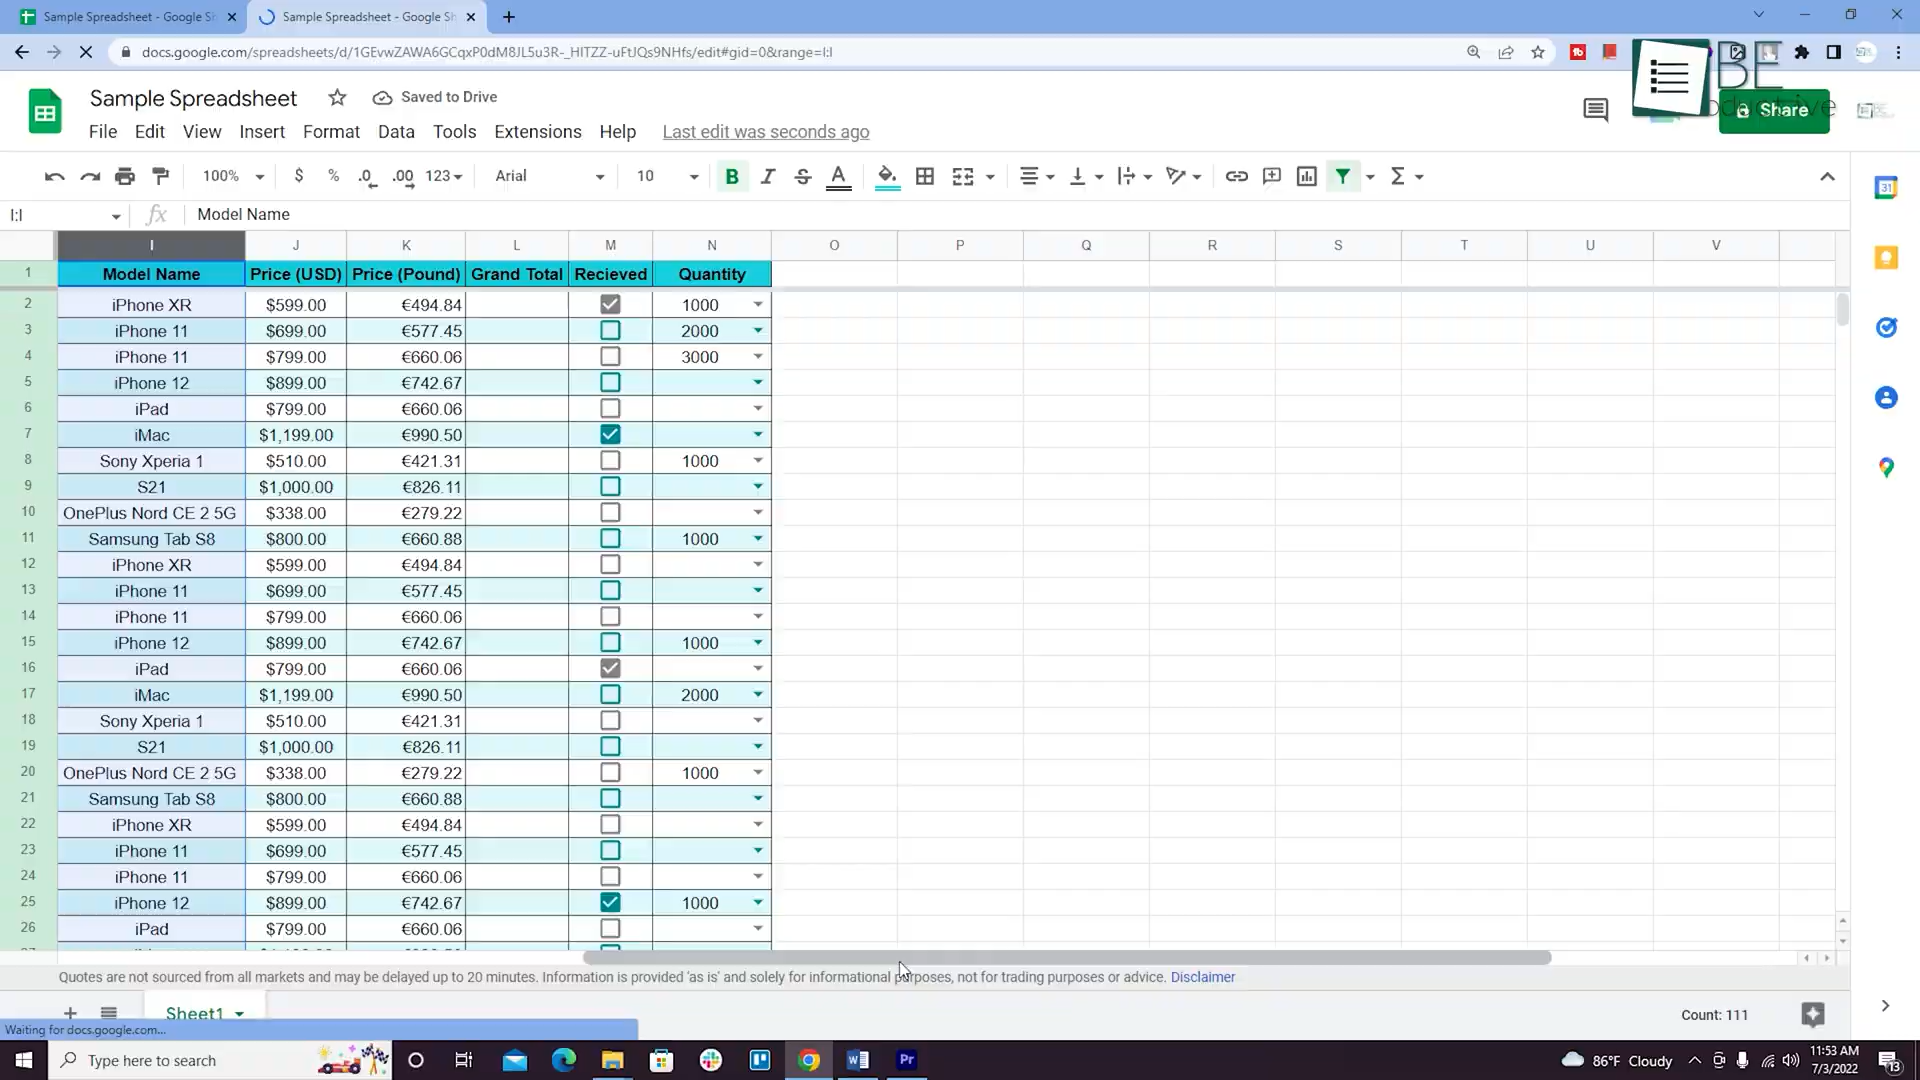 Sample Spreadsheet - Google Sh
Sample Spreadsheet - Google Sh
docs.google.com/spreadsheets/d/1GEvwZAWA6GCqxP0dM8JL5u3R-_HITZZ-uFtJQs9NHfs/edit#gid=0&range=I:I
BE
oductive
Sample Spreadsheet
Saved to Drive
Share
File Edit View Insert Format Data Tools Extensions Help Last edit was seconds ago
100% $ % .0 .00 123 Arial 10 B I S A
I:I fx Model Name
I J K L M N O P Q R S T U V
1 Model Name Price (USD) Price (Pound) Grand Total Recieved Quantity
2 iPhone XR $599.00 €494.84 1000
3 iPhone 11 $699.00 €577.45 2000
4 iPhone 11 $799.00 €660.06 3000
5 iPhone 12 $899.00 €742.67
6 iPad $799.00 €660.06
7 iMac $1,199.00 €990.50
8 Sony Xperia 1 $510.00 €421.31 1000
9 S21 $1,000.00 €826.11
10 OnePlus Nord CE 2 5G $338.00 €279.22
11 Samsung Tab S8 $800.00 €660.88 1000
12 iPhone XR $599.00 €494.84
13 iPhone 11 $699.00 €577.45
14 iPhone 11 $799.00 €660.06
15 iPhone 12 $899.00 €742.67 1000
16 iPad $799.00 €660.06
17 iMac $1,199.00 €990.50 2000
18 Sony Xperia 1 $510.00 €421.31
19 S21 $1,000.00 €826.11
20 OnePlus Nord CE 2 5G $338.00 €279.22 1000
21 Samsung Tab S8 $800.00 €660.88
22 iPhone XR $599.00 €494.84
23 iPhone 11 $699.00 €577.45
24 iPhone 11 $799.00 €660.06
25 iPhone 12 $899.00 €742.67 1000
26 iPad $799.00 €660.06
Quotes are not sourced from all markets and may be delayed up to 20 minutes. Information is provided 'as is' and solely for informational purposes, not for trading purposes or advice. Disclaimer
Sheet1
Count: 111
Waiting for docs.google.com...
Type here to search
Pr
86°F Cloudy
11:53 AM
7/3/2022
13